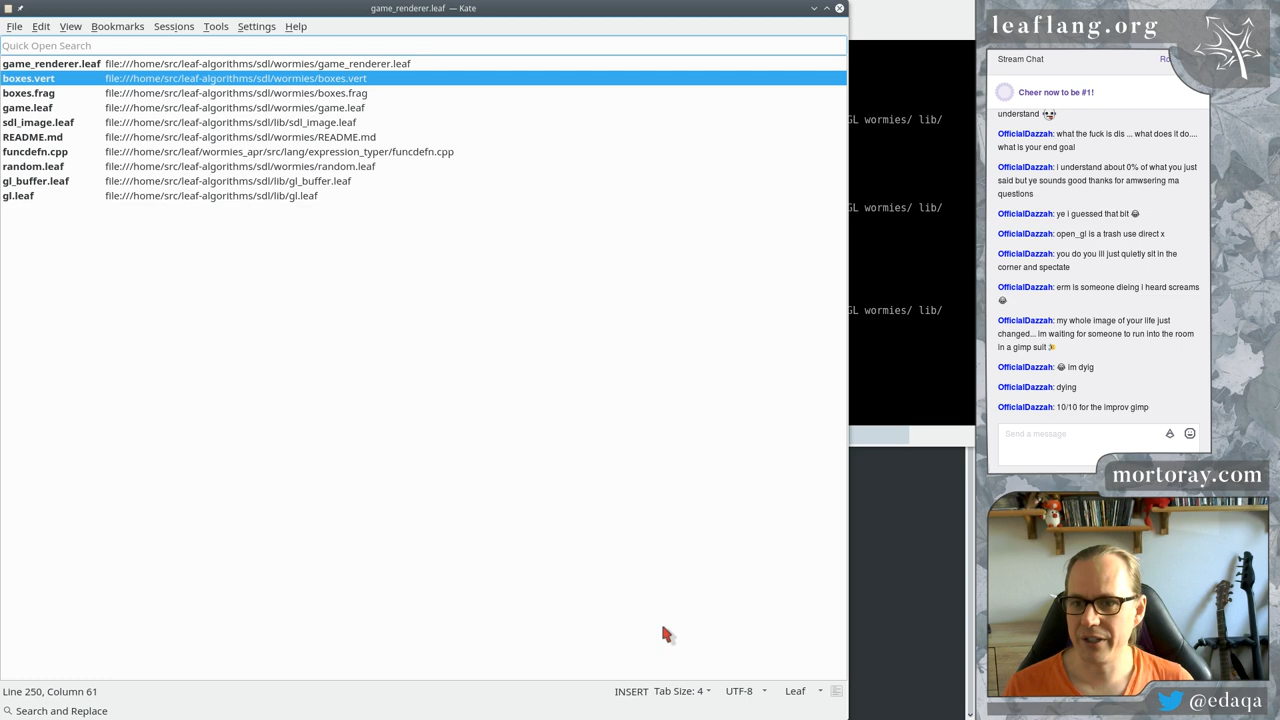 game_renderer.leaf — Kate
File Edit View Bookmarks Sessions Tools Settings Help
Quick Open Search
game_renderer.leaf file:///home/src/leaf-algorithms/sdl/wormies/game_renderer.leaf
boxes.vert file:///home/src/leaf-algorithms/sdl/wormies/boxes.vert
boxes.frag file:///home/src/leaf-algorithms/sdl/wormies/boxes.frag
game.leaf file:///home/src/leaf-algorithms/sdl/wormies/game.leaf
sdl_image.leaf file:///home/src/leaf-algorithms/sdl/lib/sdl_image.leaf
README.md file:///home/src/leaf-algorithms/sdl/wormies/README.md
funcdefn.cpp file:///home/src/leaf/wormies_apr/src/lang/expression_typer/funcdefn.cpp
random.leaf file:///home/src/leaf-algorithms/sdl/wormies/random.leaf
gl_buffer.leaf file:///home/src/leaf-algorithms/sdl/lib/gl_buffer.leaf
gl.leaf file:///home/src/leaf-algorithms/sdl/lib/gl.leaf
Line 250, Column 61
INSERT Tab Size: 4 UTF-8 Leaf
Search and Replace
GL wormies/ lib/
GL wormies/ lib/
GL wormies/ lib/
leaflang.org
Stream Chat
Ro
Cheer now to be #1!
understand
OfficialDazzah: what the fuck is dis ... what does it do....
what is your end goal
OfficialDazzah: i understand about 0% of what you just
said but ye sounds good thanks for amwsering ma
questions
OfficialDazzah: ye i guessed that bit 😂
OfficialDazzah: open_gl is a trash use direct x
OfficialDazzah: you do you ill just quietly sit in the
corner and spectate
OfficialDazzah: erm is someone dieing i heard screams
😂
OfficialDazzah: my whole image of your life just
changed... im waiting for someone to run into the room
in a gimp suit
OfficialDazzah: 😂 im dyig
OfficialDazzah: dying
OfficialDazzah: 10/10 for the improv gimp
Send a message
mortoray.com
@edaqa